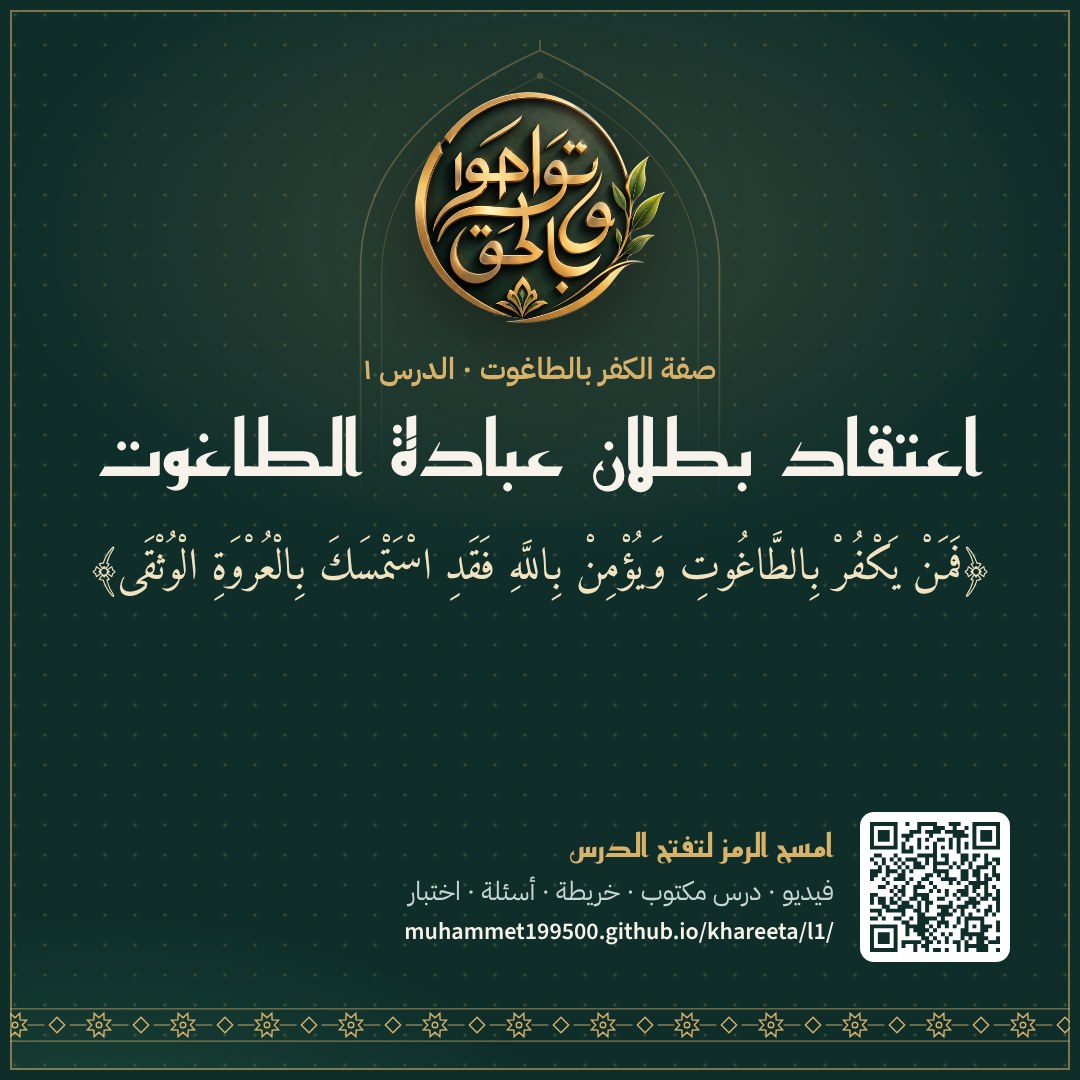 وتواصوا بالحق
صفة الكفر بالطاغوت · الدرس ١
اعتقاد بطلان عبادة الطاغوت
﴿فَمَنْ يَكْفُرْ بِالطَّاغُوتِ وَيُؤْمِنْ بِاللَّهِ فَقَدِ اسْتَمْسَكَ بِالْعُرْوَةِ الْوُثْقَى﴾
امسح الرمز لتفتح الدرس
فيديو · درس مكتوب · خريطة · أسئلة · اختبار
muhammet199500.github.io/khareeta/l1/